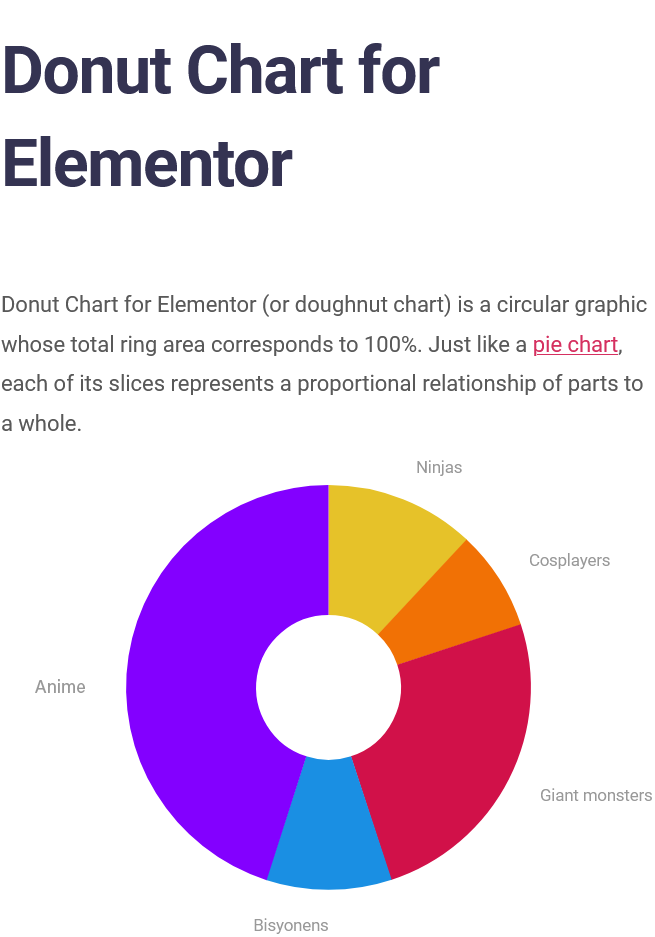 Donut Chart for
Elementor
Donut Chart for Elementor (or doughnut chart) is a circular graphic
whose total ring area corresponds to 100%. Just like a pie chart,
each of its slices represents a proportional relationship of parts to
a whole.
Ninjas
Cosplayers
Anime
Giant monsters
Bisyonens